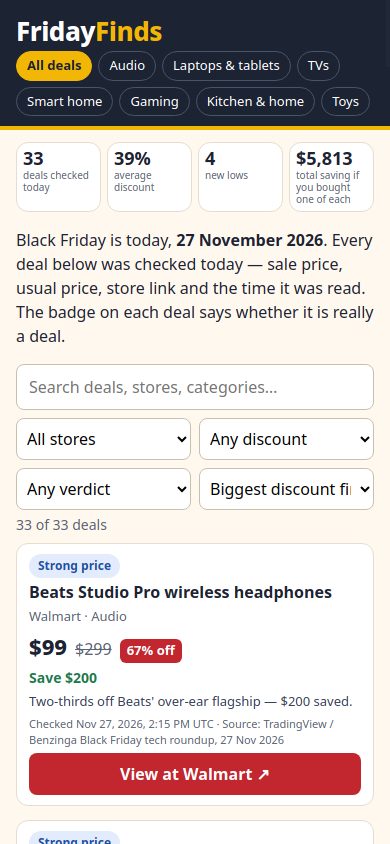 FridayFinds
All deals
Audio
Laptops & tablets
TVs
Smart home
Gaming
Kitchen & home
Toys
33
deals checked
today
39%
average
discount
4
new lows
$5,813
total saving if
you bought
one of each
Black Friday is today, 27 November 2026. Every
deal below was checked today — sale price,
usual price, store link and the time it was read.
The badge on each deal says whether it is really
a deal.
Search deals, stores, categories...
All stores
Any discount
Any verdict
Biggest discount fi
33 of 33 deals
Strong price
Beats Studio Pro wireless headphones
Walmart · Audio
$99 $299 67% off
Save $200
Two-thirds off Beats' over-ear flagship — $200 saved.
Checked Nov 27, 2026, 2:15 PM UTC · Source: TradingView /
Benzinga Black Friday tech roundup, 27 Nov 2026
View at Walmart ↗
Strong price